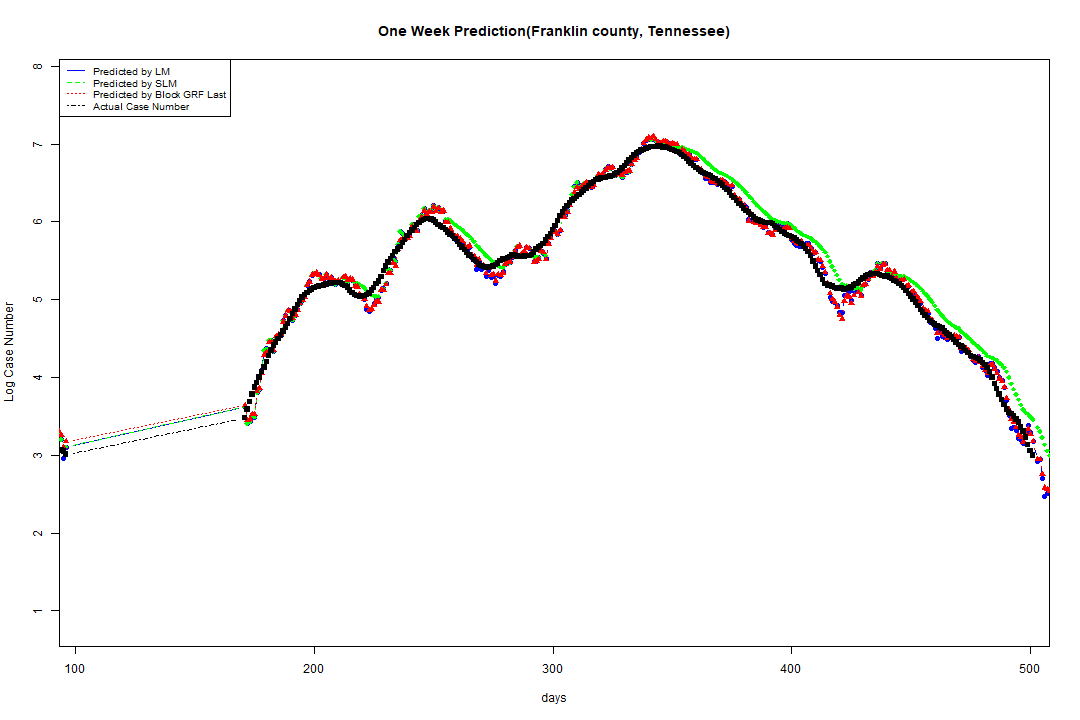 One Week Prediction(Franklin county, Tennessee)
Predicted by LM
Predicted by SLM
Predicted by Block GRF Last
Actual Case Number
Log Case Number
8
7
6
5
4
3
2
1
100 200 300 400 500
days